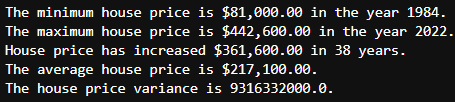 The minimum house price is $81,000.00 in the year 1984.
The maximum house price is $442,600.00 in the year 2022.
House price has increased $361,600.00 in 38 years.
The average house price is $217,100.00.
The house price variance is 9316332000.0.